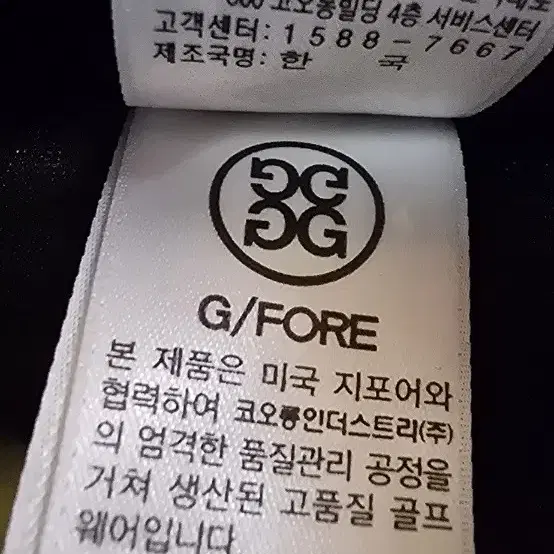 고객센터: 1588-7667
제조국명: 한 국
G/FORE
본 제품은 미국 지포어와
협력하여 코오롱인더스트리(주)
의 엄격한 품질관리 공정을
거쳐 생산된 고품질 골프
웨어입니다